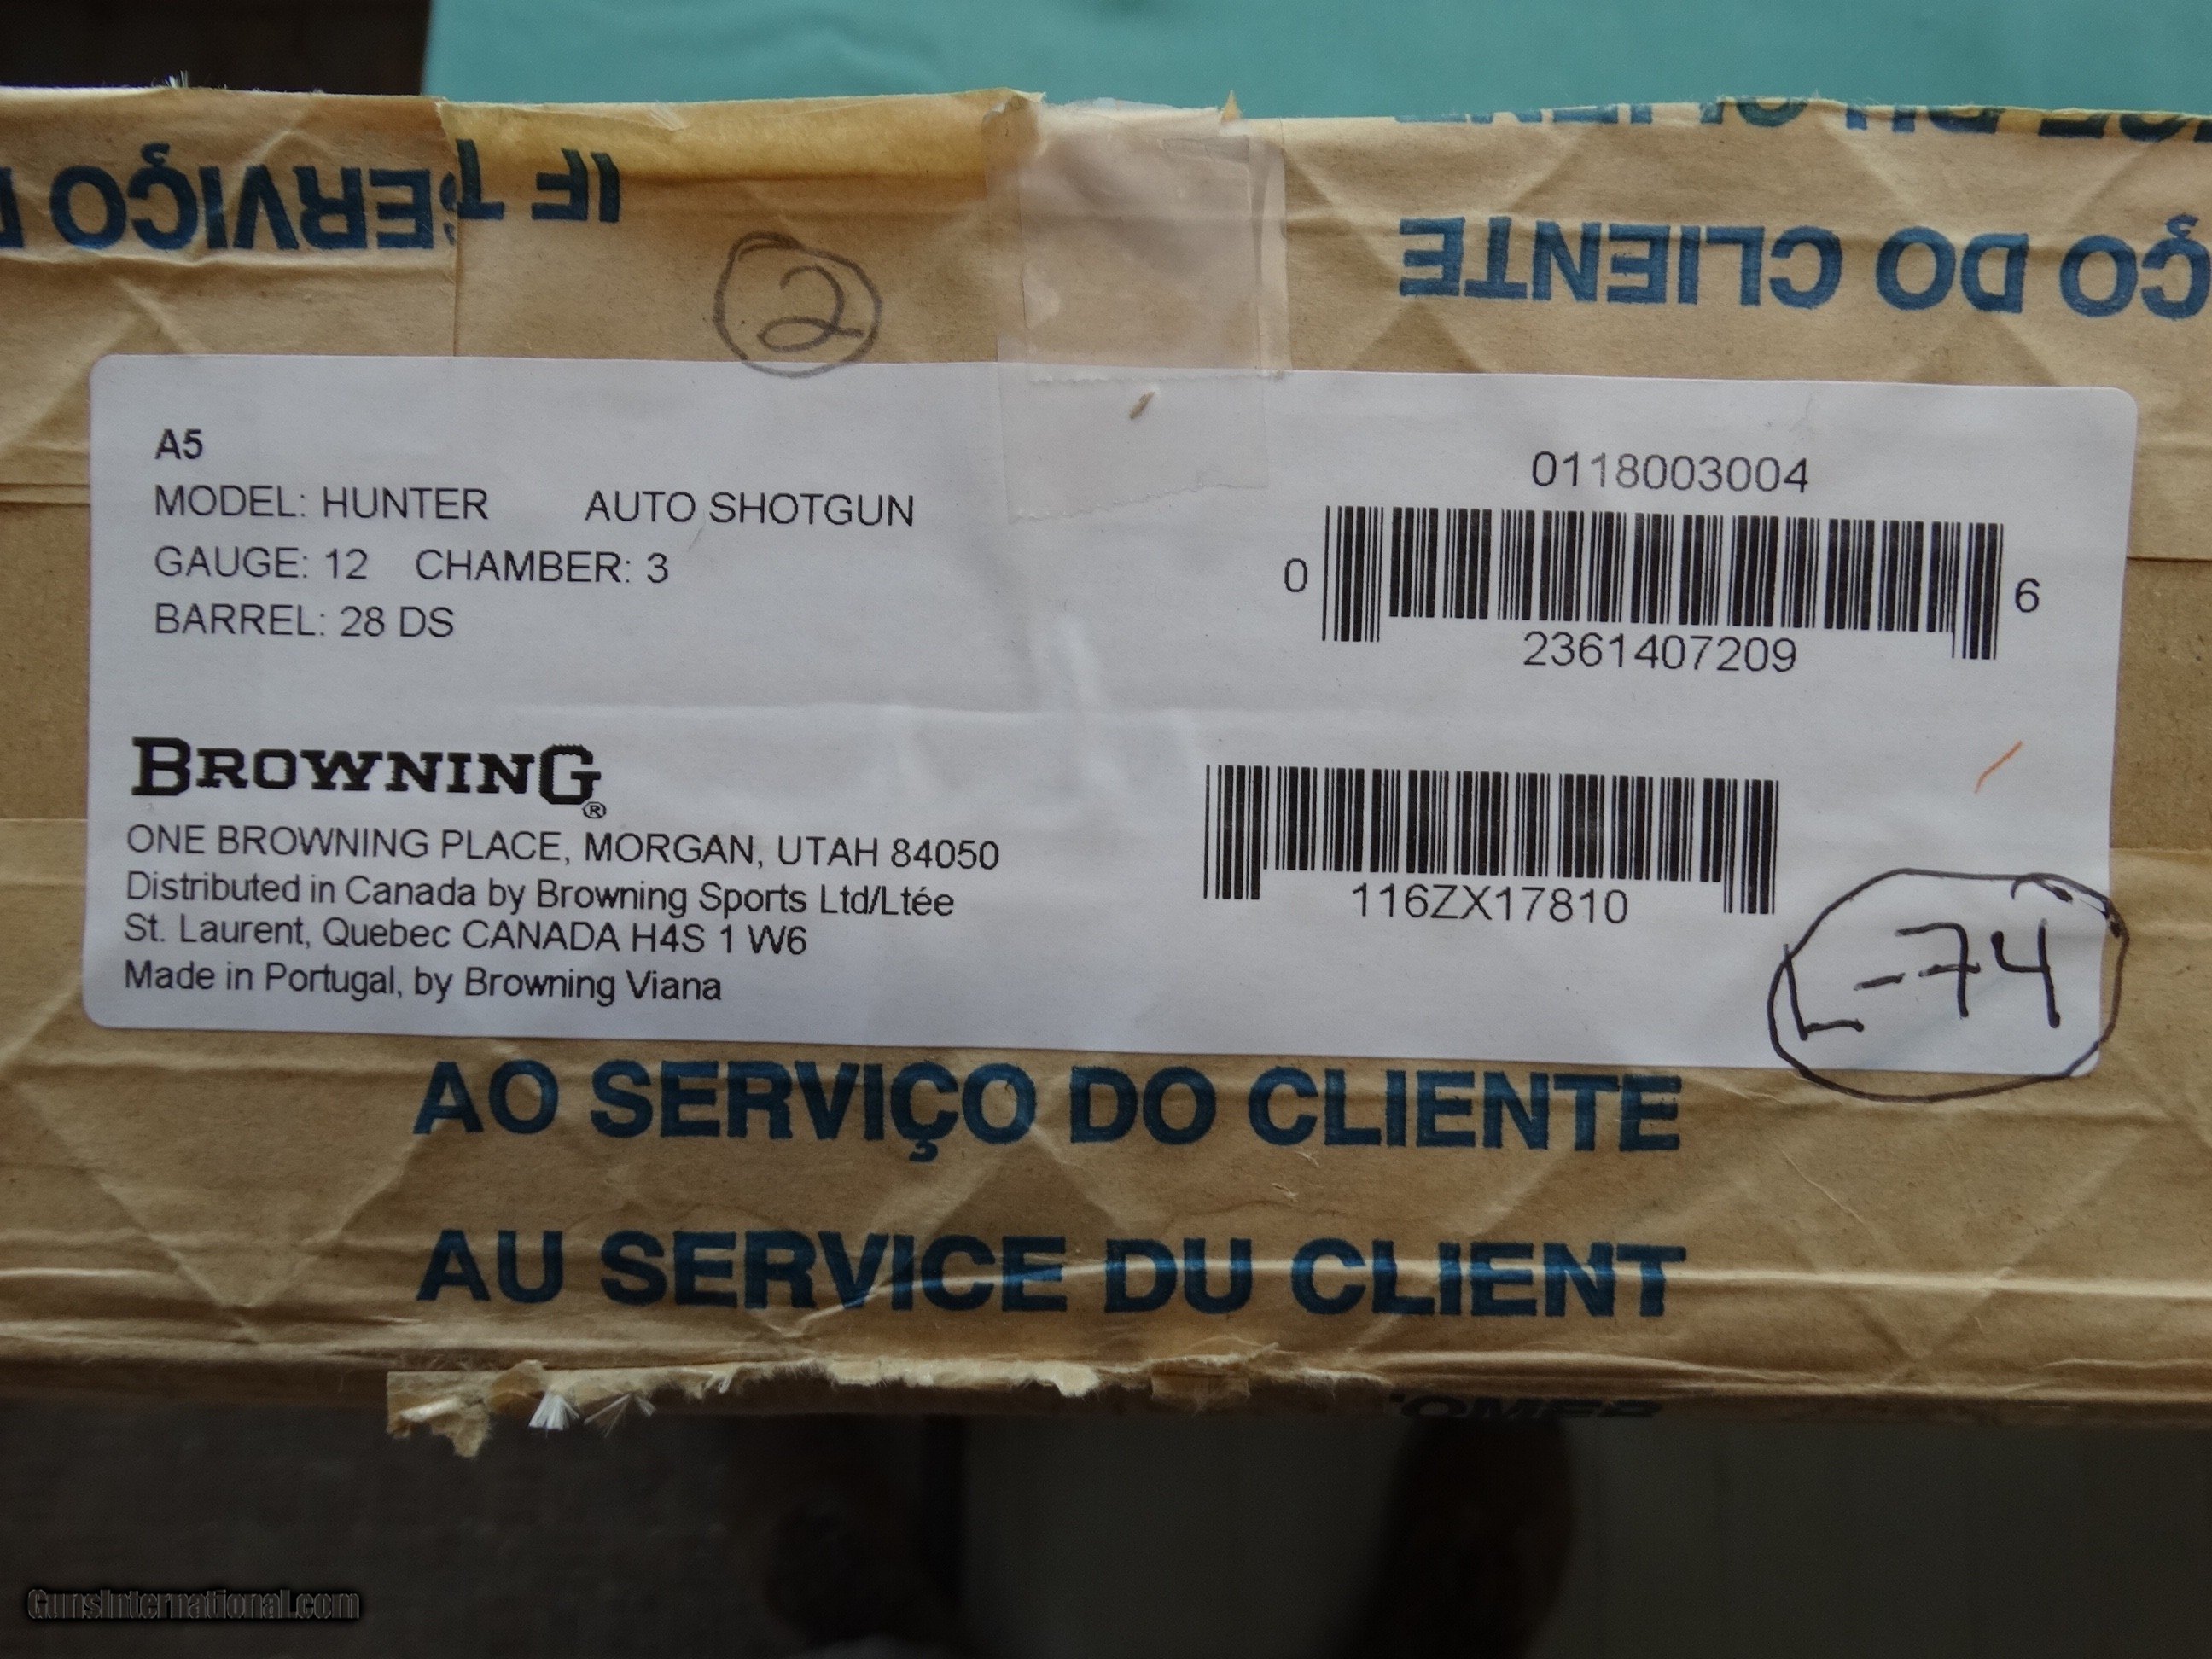 SERVIÇO D
IF
ÇO DO CLIENTE
2
A5
MODEL: HUNTER AUTO SHOTGUN
GAUGE: 12 CHAMBER: 3
BARREL: 28 DS
0118003004
0 6
2361407209
BROWNING®
ONE BROWNING PLACE, MORGAN, UTAH 84050
Distributed in Canada by Browning Sports Ltd/Ltée
St. Laurent, Quebec CANADA H4S 1 W6
Made in Portugal, by Browning Viana
116ZX17810
L-74
AO SERVIÇO DO CLIENTE
AU SERVICE DU CLIENT
GunsInternational.com